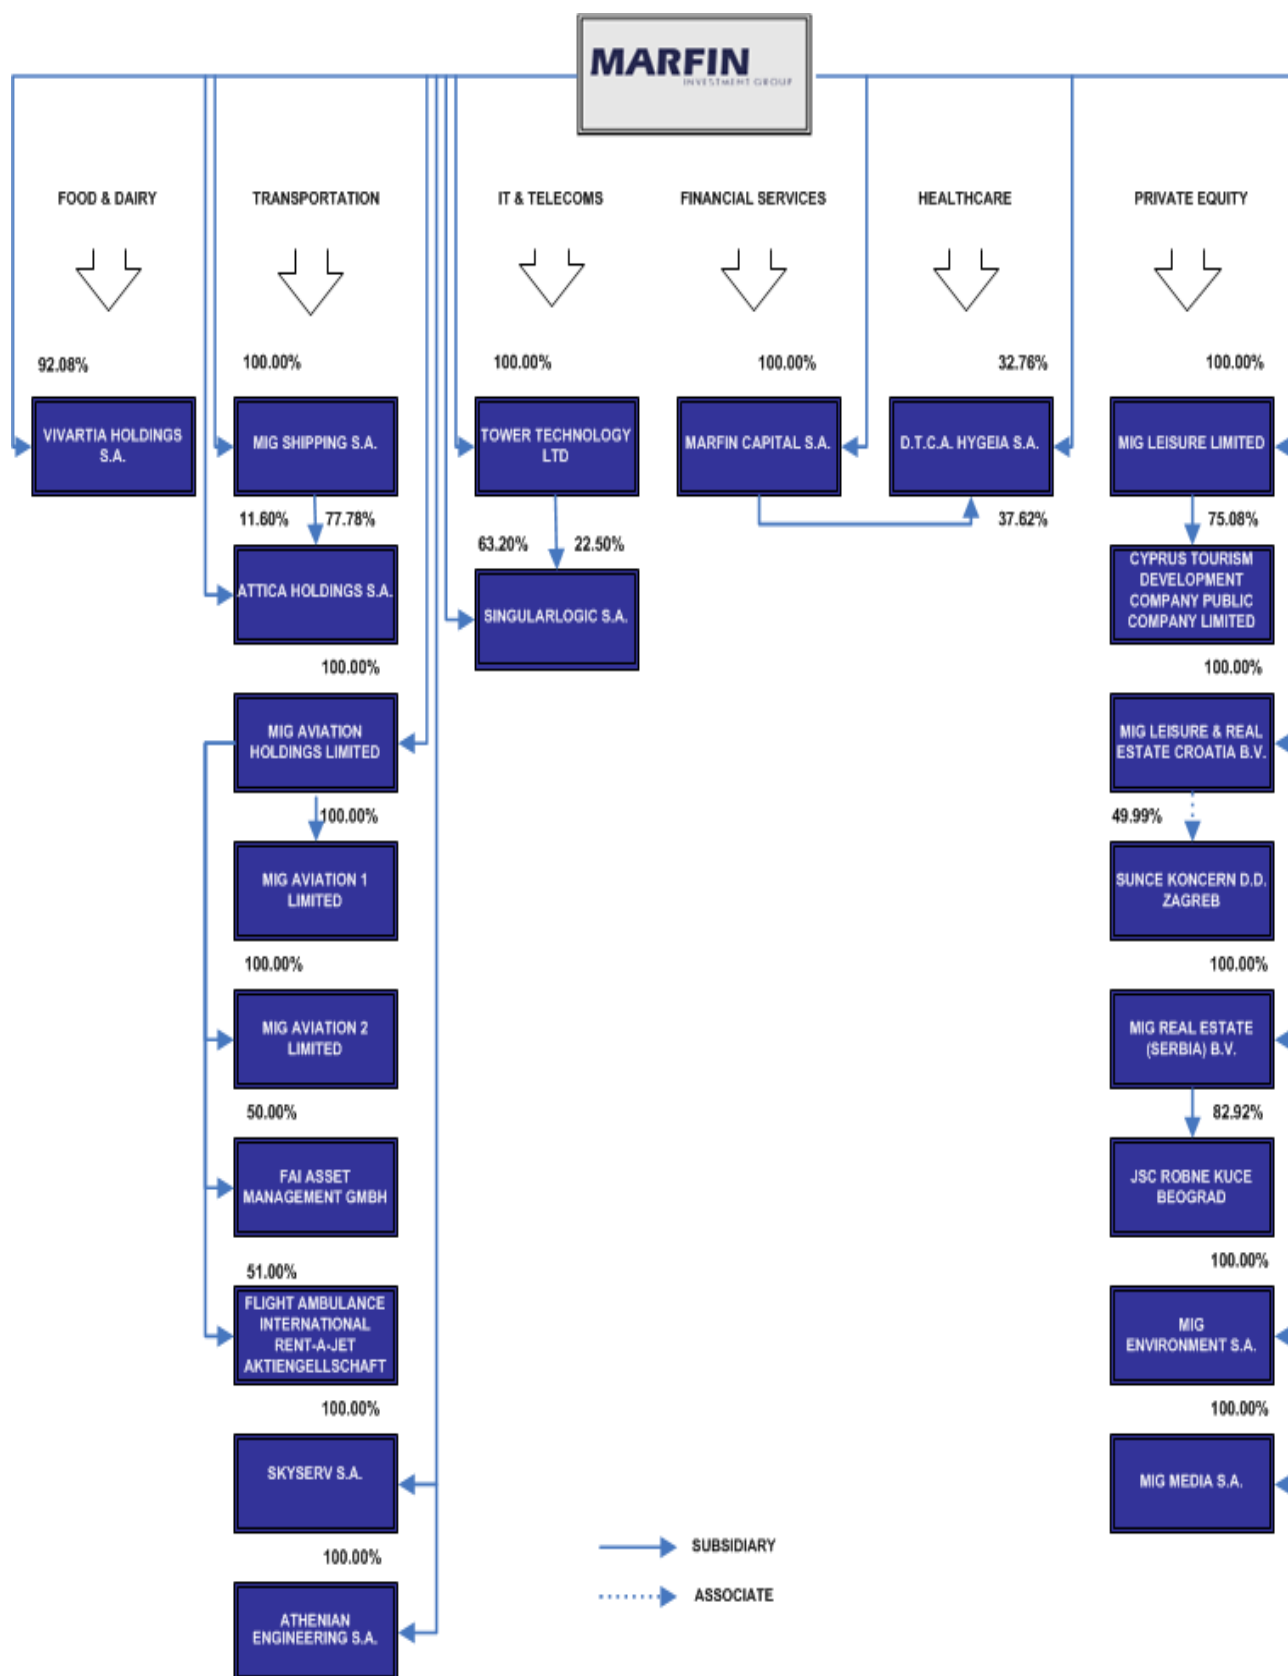 MARFIN
INVESTMENT GROUP
FOOD & DAIRY
TRANSPORTATION
IT & TELECOMS
FINANCIAL SERVICES
HEALTHCARE
PRIVATE EQUITY
92.08%
100.00%
100.00%
100.00%
32.76%
100.00%
VIVARTIA HOLDINGS
S.A.
MIG SHIPPING S.A.
TOWER TECHNOLOGY
LTD
MARFIN CAPITAL S.A.
D.T.C.A. HYGEIA S.A.
MIG LEISURE LIMITED
11.60%
77.78%
63.20%
22.50%
37.62%
75.08%
ATTICA HOLDINGS S.A.
SINGULARLOGIC S.A.
CYPRUS TOURISM
DEVELOPMENT
COMPANY PUBLIC
COMPANY LIMITED
100.00%
100.00%
MIG AVIATION
HOLDINGS LIMITED
MIG LEISURE & REAL
ESTATE CROATIA B.V.
100.00%
49.99%
MIG AVIATION 1
LIMITED
SUNCE KONCERN D.D.
ZAGREB
100.00%
100.00%
MIG AVIATION 2
LIMITED
MIG REAL ESTATE
(SERBIA) B.V.
50.00%
82.92%
FAI ASSET
MANAGEMENT GMBH
JSC ROBNE KUCE
BEOGRAD
51.00%
100.00%
FLIGHT AMBULANCE
INTERNATIONAL
RENT-A-JET
AKTIENGELLSCHAFT
MIG
ENVIRONMENT S.A.
100.00%
100.00%
SKYSERV S.A.
MIG MEDIA S.A.
100.00%
SUBSIDIARY
ASSOCIATE
ATHENIAN
ENGINEERING S.A.